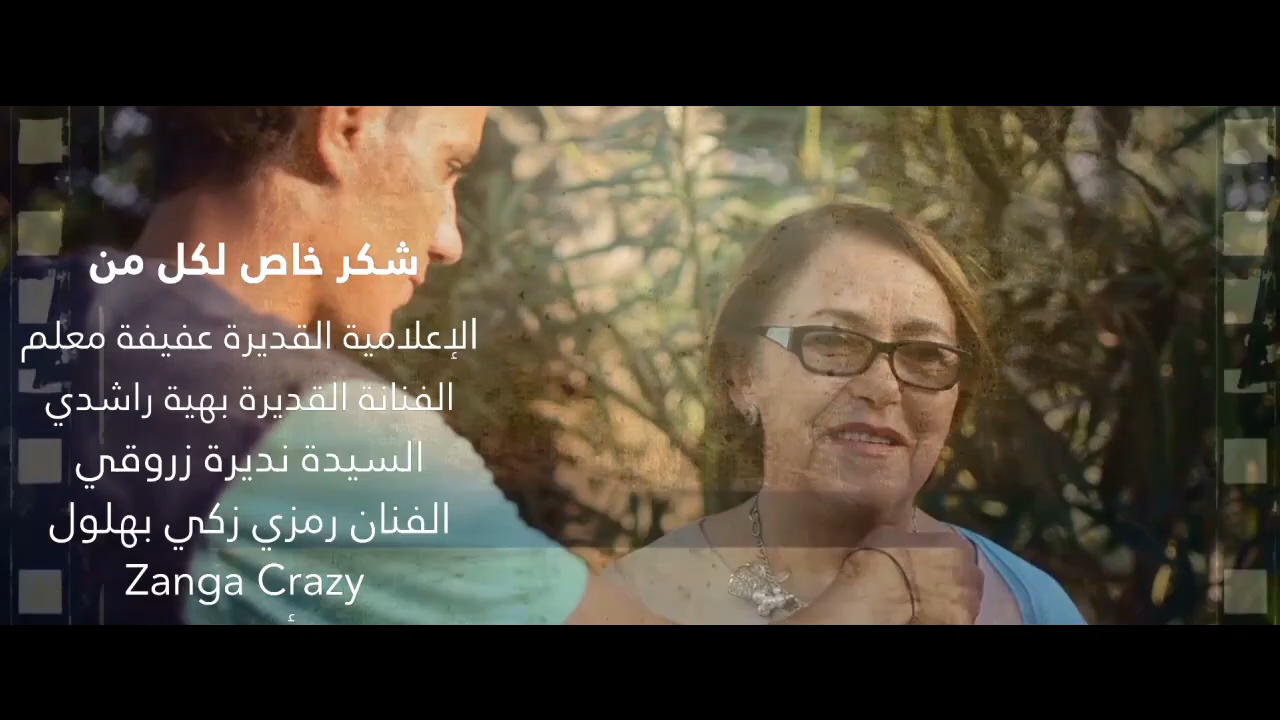 شكر خاص لكل من
الإعلامية القديرة عفيفة معلم
الفنانة القديرة بهية راشدي
السيدة نديرة زروقي
الفنان رمزي زكي بهلول
Zanga Crazy